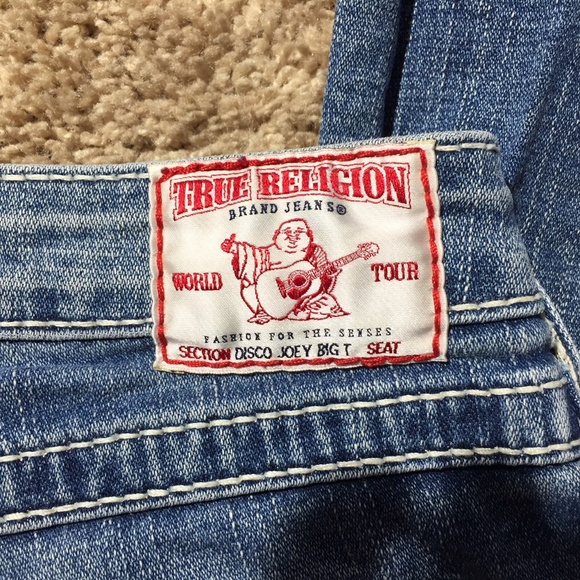 TRUE RELIGION
BRAND JEANS®
WORLD TOUR
FASHION FOR THE SENSES
SECTION DISCO JOEY BIG T SEAT